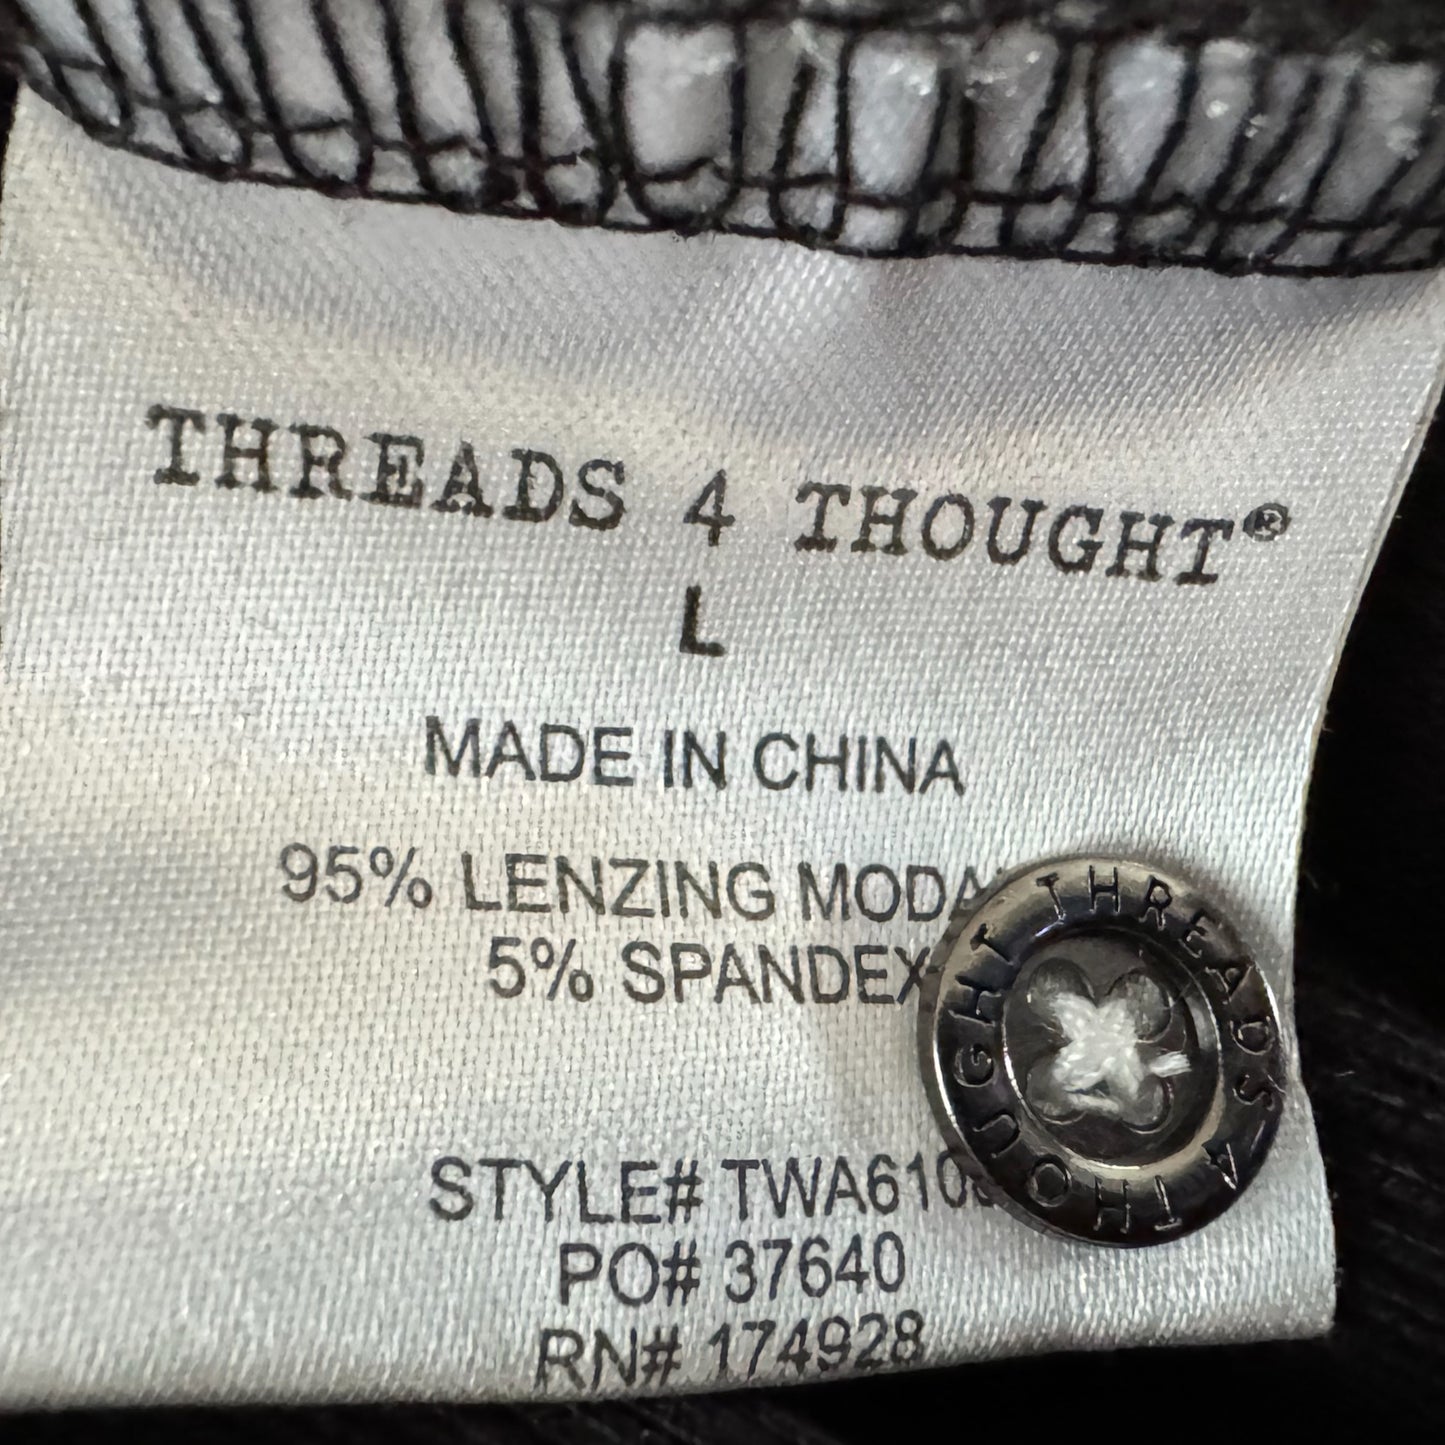 THREADS 4 THOUGHT®
L
MADE IN CHINA
95% LENZING MODA
5% SPANDEX
STYLE# TWA610
PO# 37640
RN# 174928
THREADS 4 THOUGHT